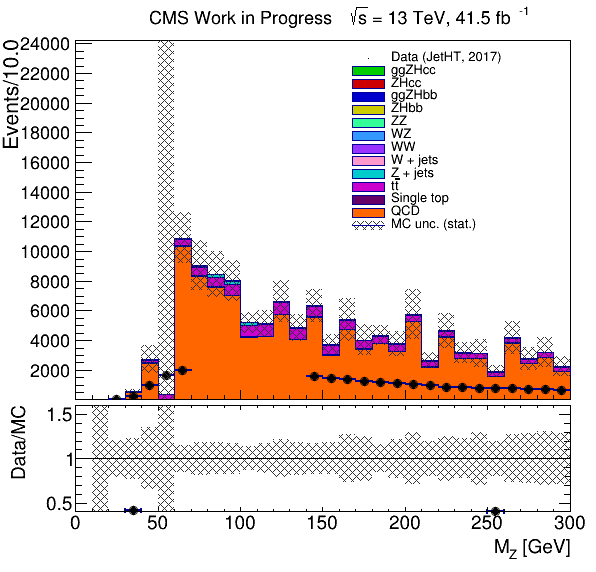 CMS Work in Progress √s = 13 TeV, 41.5 fb⁻¹
Events/10.0
24000
22000
20000
18000
16000
14000
12000
10000
8000
6000
4000
2000
Data (JetHT, 2017)
ggZHcc
ZHcc
ggZHbb
ZHbb
ZZ
WZ
WW
W + jets
Z + jets
tt̄
Single top
QCD
MC unc. (stat.)
Data/MC
1.5
1
0.5
0 50 100 150 200 250 300
M_Z [GeV]